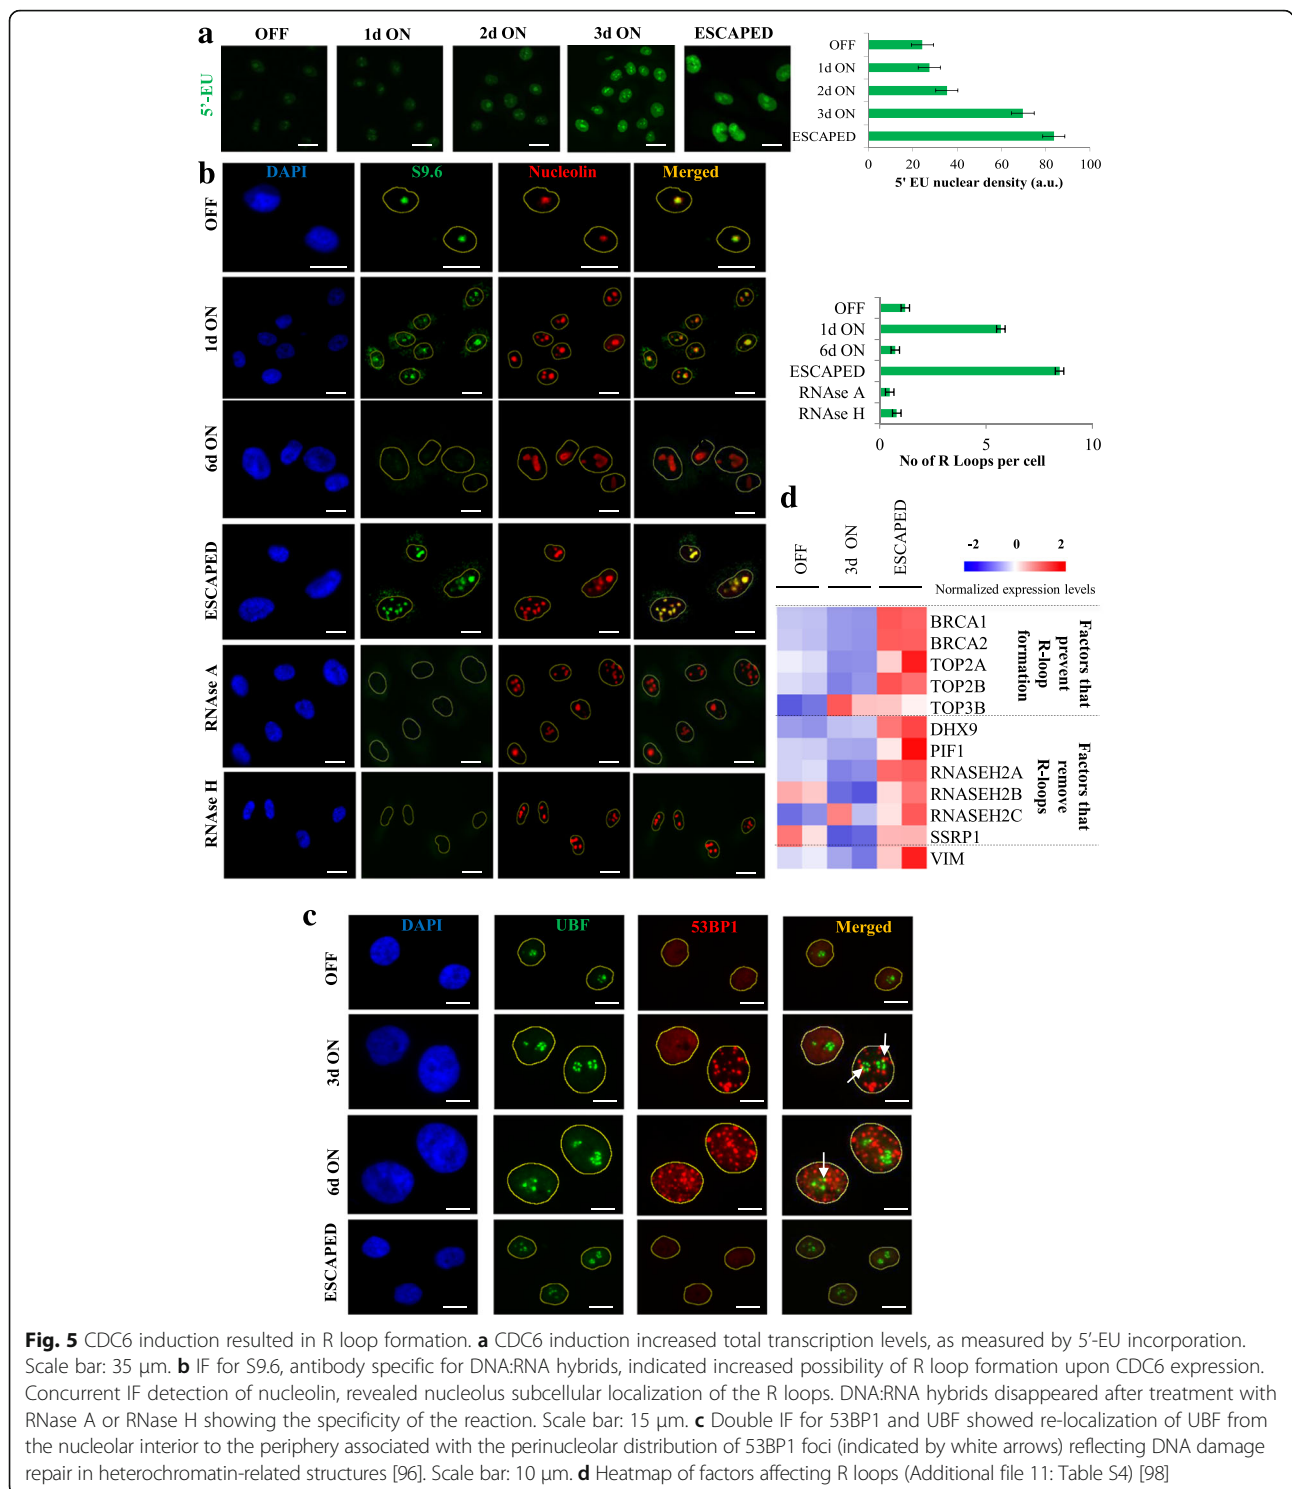 a
OFF
1d ON
2d ON
3d ON
ESCAPED
5'-EU
OFF
1d ON
2d ON
3d ON
ESCAPED
0 20 40 60 80 100
5' EU nuclear density (a.u.)
b
DAPI
S9.6
Nucleolin
Merged
OFF
1d ON
6d ON
ESCAPED
RNAse A
RNAse H
OFF
1d ON
6d ON
ESCAPED
RNAse A
RNAse H
0 5 10
No of R Loops per cell
d
OFF
3d ON
ESCAPED
-2 0 2
Normalized expression levels
BRCA1
BRCA2
TOP2A
TOP2B
TOP3B
DHX9
PIF1
RNASEH2A
RNASEH2B
RNASEH2C
SSRP1
VIM
Factors that
prevent
R-loop
formation
Factors that
remove
R-loops
c
DAPI
UBF
53BP1
Merged
OFF
3d ON
6d ON
ESCAPED
Fig. 5 CDC6 induction resulted in R loop formation. a CDC6 induction increased total transcription levels, as measured by 5'-EU incorporation.
Scale bar: 35 μm. b IF for S9.6, antibody specific for DNA:RNA hybrids, indicated increased possibility of R loop formation upon CDC6 expression.
Concurrent IF detection of nucleolin, revealed nucleolus subcellular localization of the R loops. DNA:RNA hybrids disappeared after treatment with
RNase A or RNase H showing the specificity of the reaction. Scale bar: 15 μm. c Double IF for 53BP1 and UBF showed re-localization of UBF from
the nucleolar interior to the periphery associated with the perinucleolar distribution of 53BP1 foci (indicated by white arrows) reflecting DNA damage
repair in heterochromatin-related structures [96]. Scale bar: 10 μm. d Heatmap of factors affecting R loops (Additional file 11: Table S4) [98]